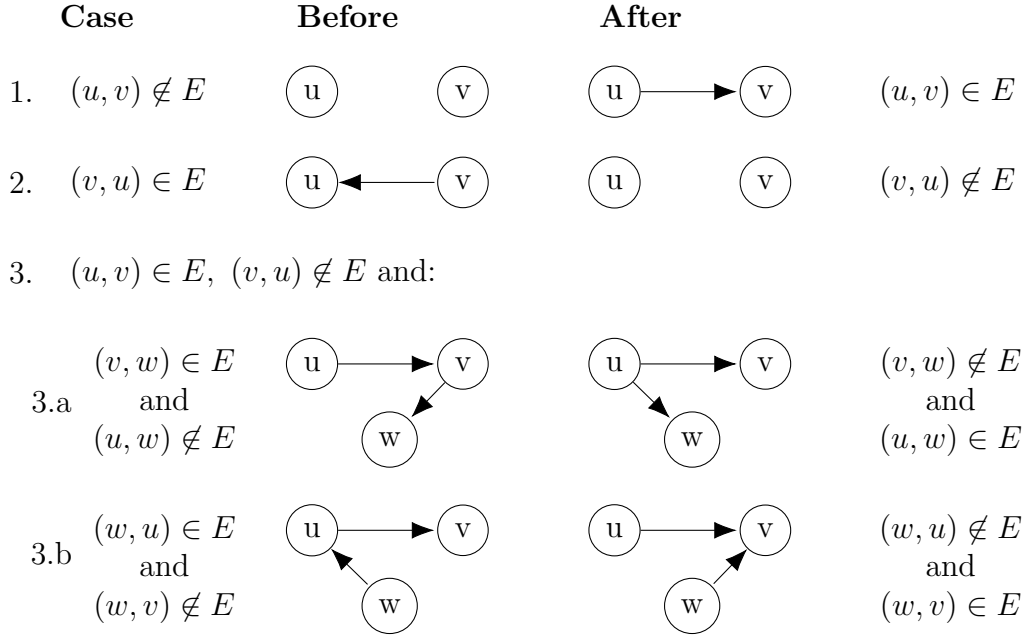 Case Before After
1. (u, v) ∉ E u v u v (u, v) ∈ E
2. (v, u) ∈ E u v u v (v, u) ∉ E
3. (u, v) ∈ E, (v, u) ∉ E and:
(v, w) ∈ E u v u v (v, w) ∉ E
3.a and and
(u, w) ∉ E w w (u, w) ∈ E
(w, u) ∈ E u v u v (w, u) ∉ E
3.b and and
(w, v) ∉ E w w (w, v) ∈ E